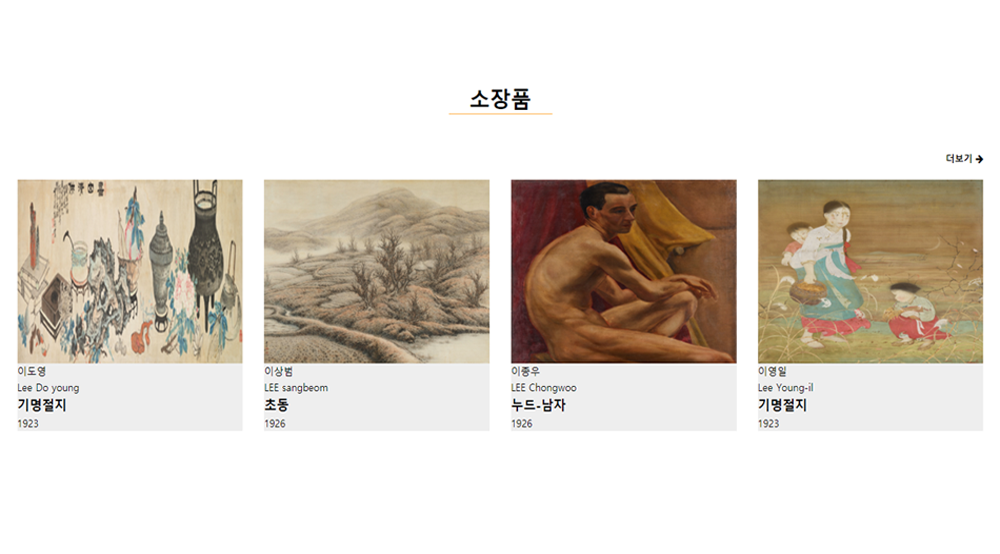 소장품
더보기
이도영
Lee Do young
기명절지
1923
이상범
LEE sangbeom
초동
1926
이종우
LEE Chongwoo
누드-남자
1926
이영일
Lee Young-il
기명절지
1923